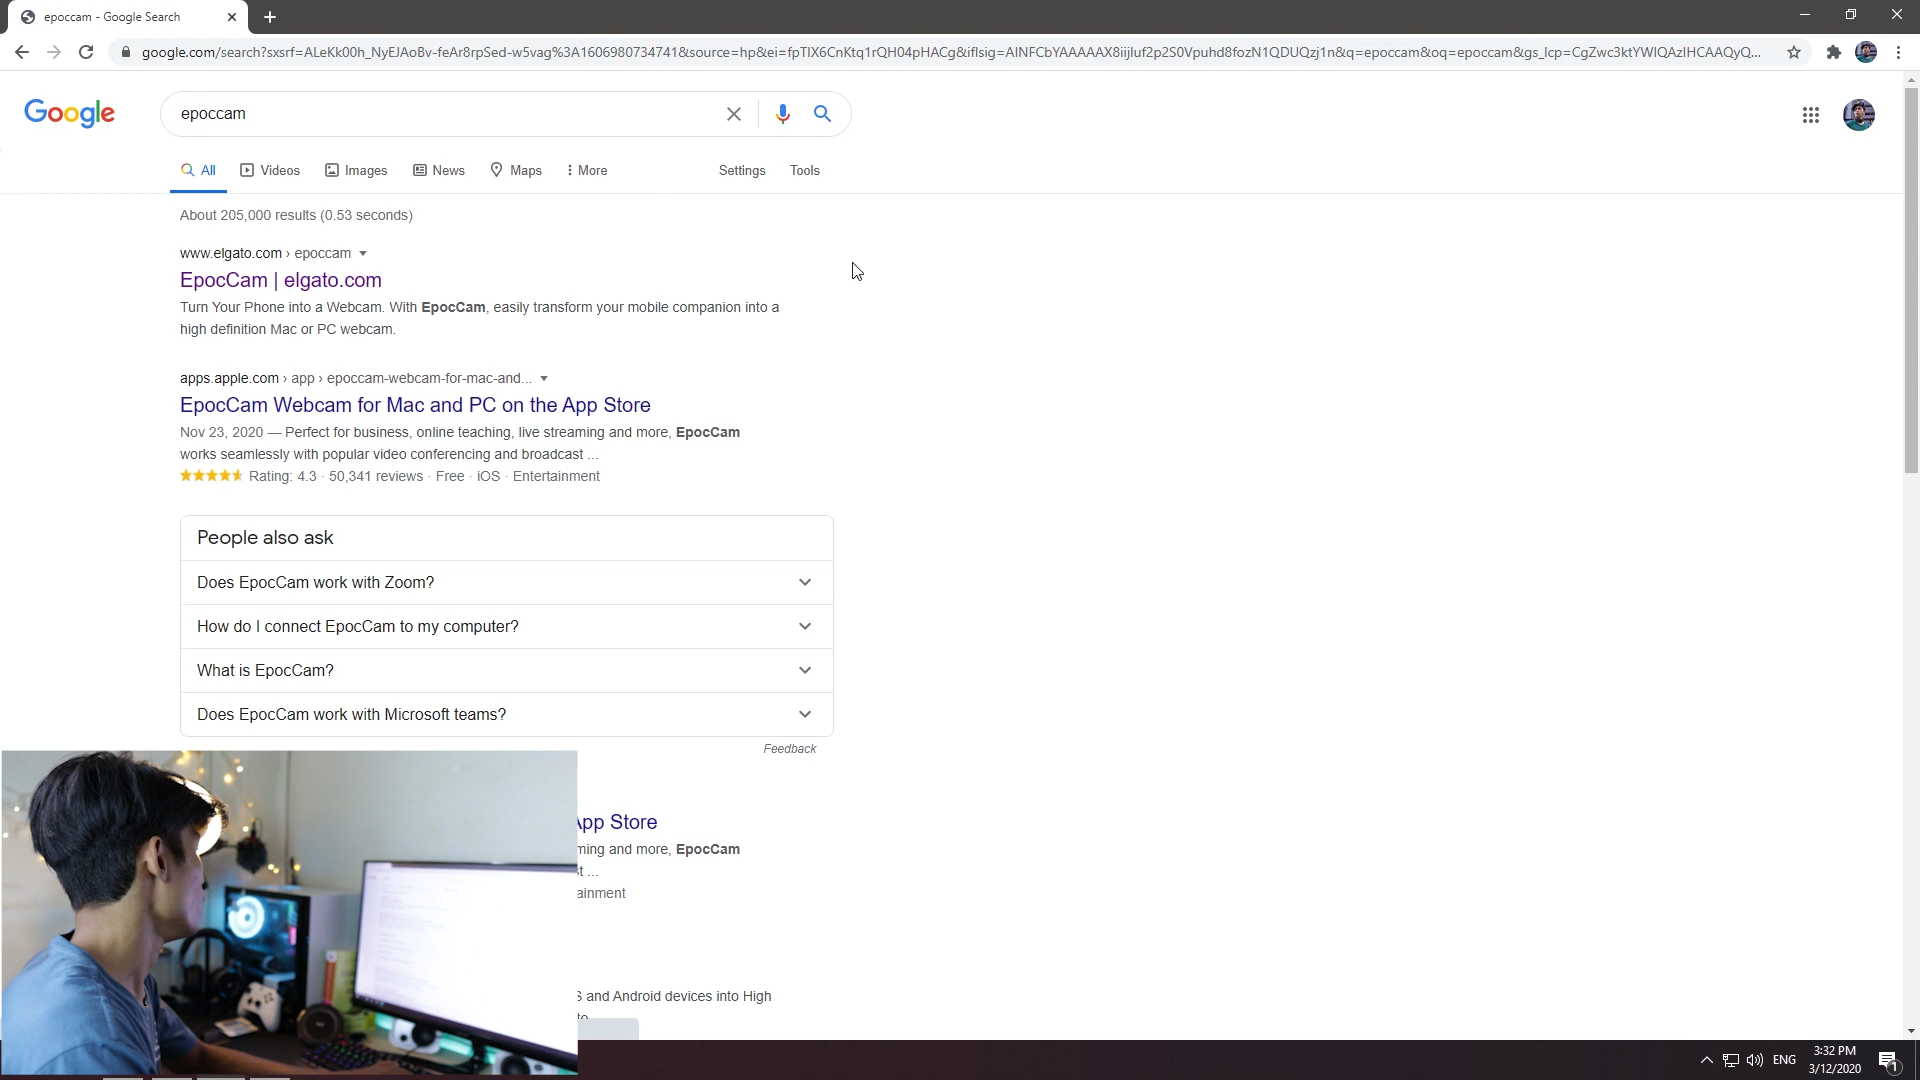 epoccam - Google Search
google.com/search?sxsrf=ALeKk00h_NyEJAoBv-feAr8rpSed-w5vag%3A1606980734741&source=hp&ei=fpTIX6CnKtq1rQH04pHACg&iflsig=AINFCbYAAAAAX8iijIuf2p2S0Vpuhd8fozN1QDUQzj1n&q=epoccam&oq=epoccam&gs_lcp=CgZwc3ktYWIQAzIHCAAQyQ...
Google
epoccam
All Videos Images News Maps More Settings Tools
About 205,000 results (0.53 seconds)
www.elgato.com › epoccam
EpocCam | elgato.com
Turn Your Phone into a Webcam. With EpocCam, easily transform your mobile companion into a
high definition Mac or PC webcam.
apps.apple.com › app › epoccam-webcam-for-mac-and...
EpocCam Webcam for Mac and PC on the App Store
Nov 23, 2020 — Perfect for business, online teaching, live streaming and more, EpocCam
works seamlessly with popular video conferencing and broadcast ...
Rating: 4.3 · 50,341 reviews · Free · iOS · Entertainment
People also ask
Does EpocCam work with Zoom?
How do I connect EpocCam to my computer?
What is EpocCam?
Does EpocCam work with Microsoft teams?
Feedback
App Store
ming and more, EpocCam
st ...
ainment
S and Android devices into High
to
ENG
3:32 PM
3/12/2020
1